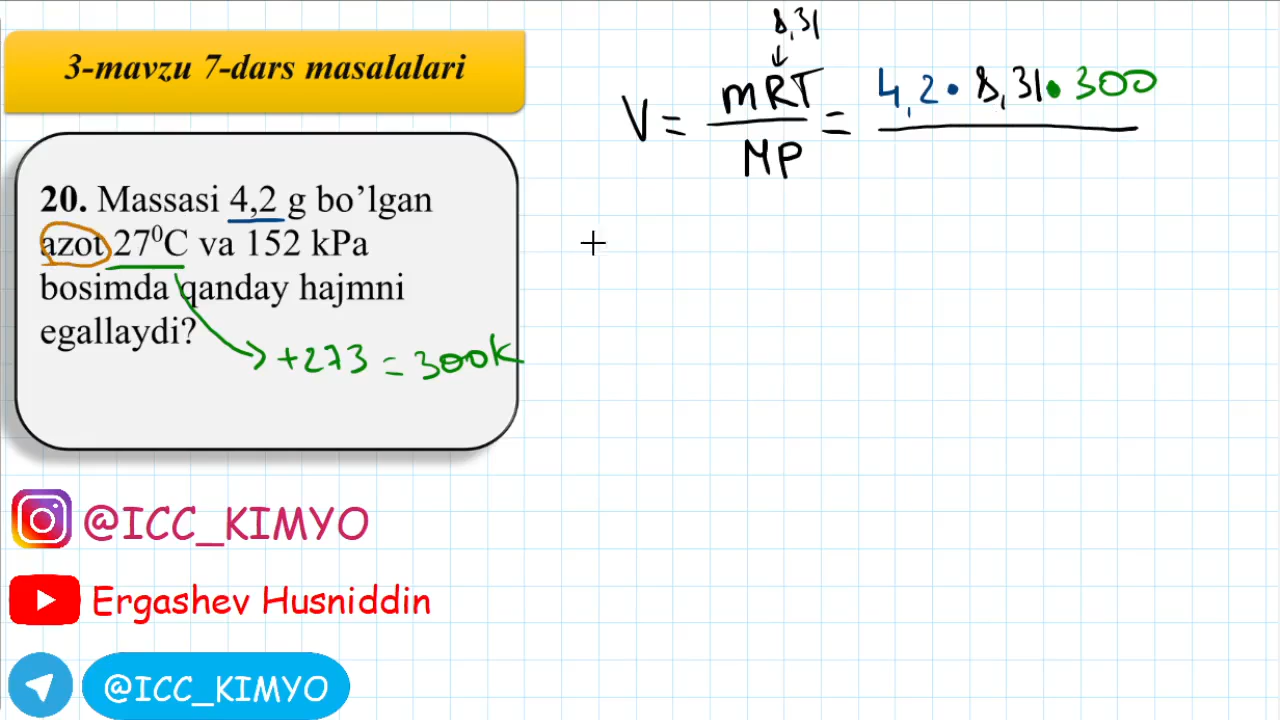 3-mavzu 7-dars masalalari
20. Massasi 4,2 g bo’lgan
azot 27⁰C va 152 kPa
bosimda qanday hajmni
egallaydi?
+273 = 300K
8,31
V = mRT / MP = 4,2 • 8,31 • 300
@ICC_KIMYO
Ergashev Husniddin
@ICC_KIMYO